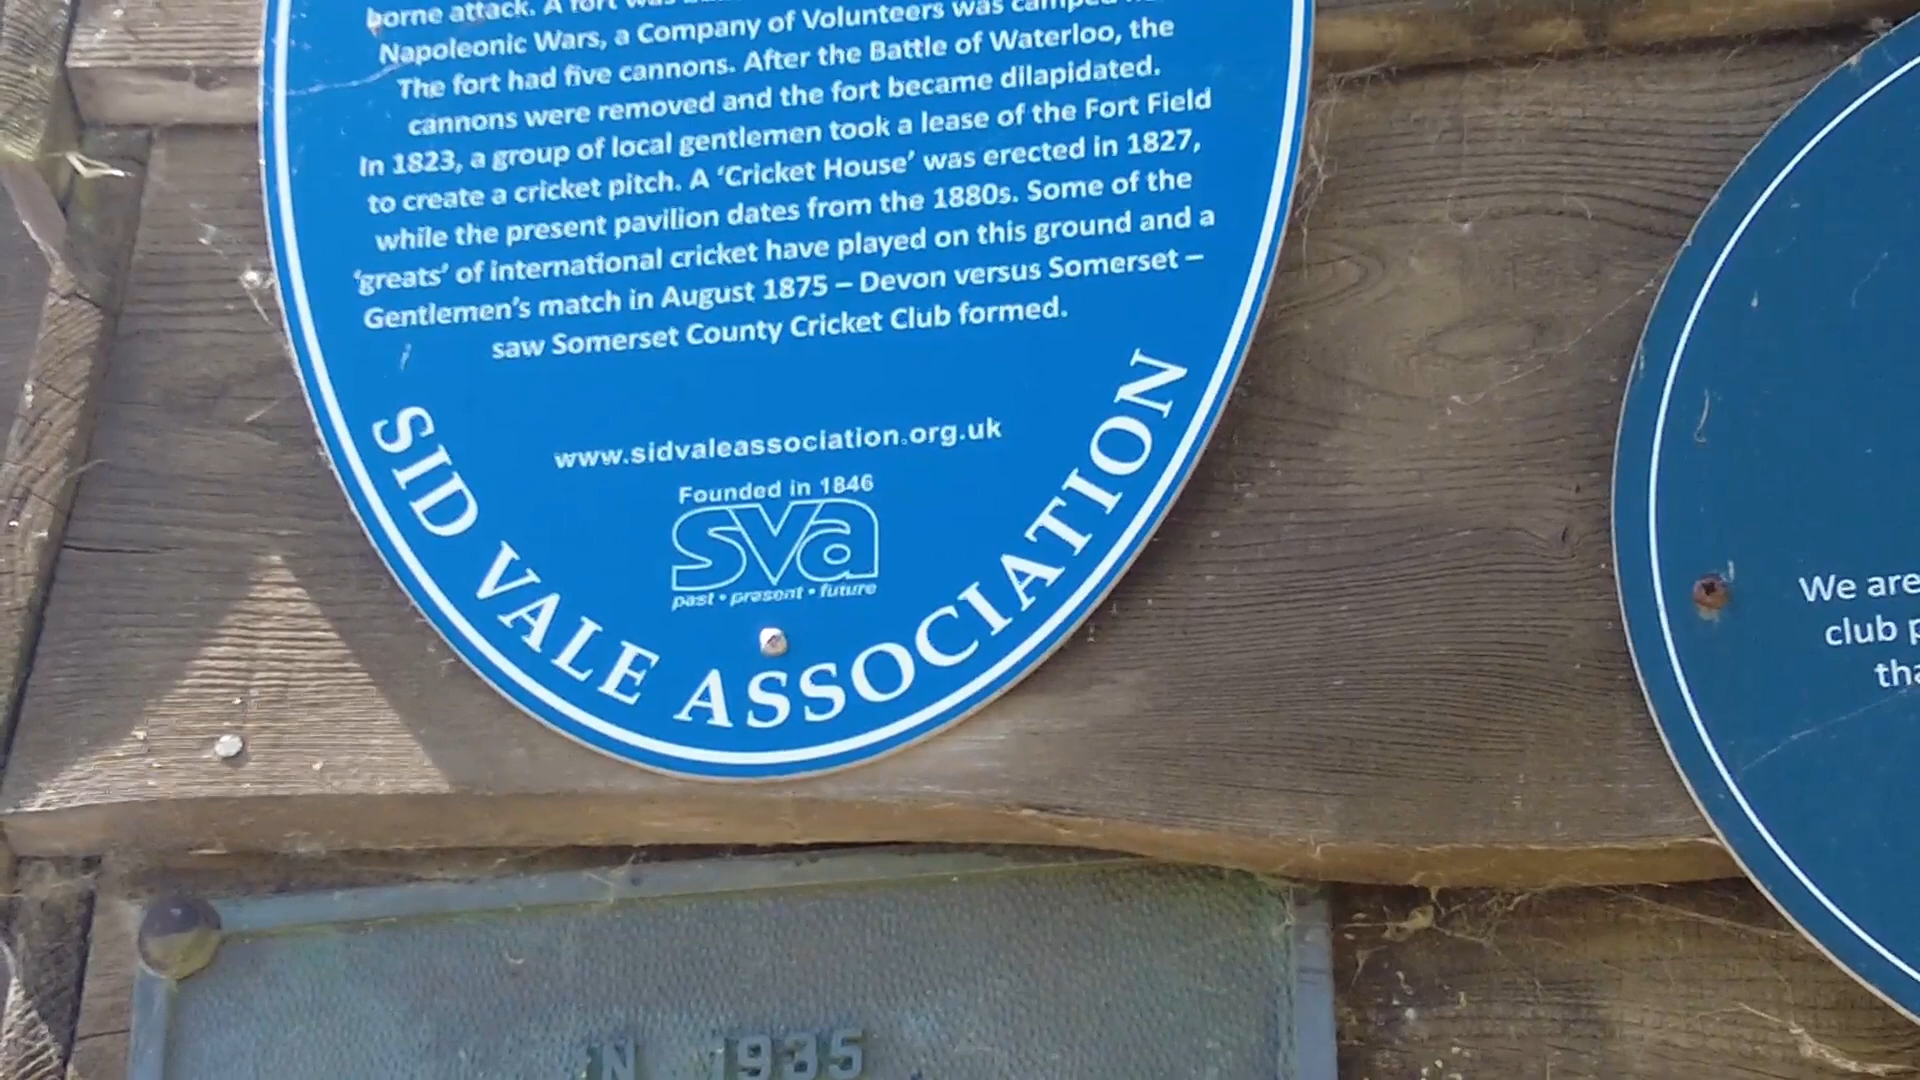 borne attack. A fort was
Napoleonic Wars, a Company of Volunteers was camped
The fort had five cannons. After the Battle of Waterloo, the
cannons were removed and the fort became dilapidated.
In 1823, a group of local gentlemen took a lease of the Fort Field
to create a cricket pitch. A ‘Cricket House’ was erected in 1827,
while the present pavilion dates from the 1880s. Some of the
‘greats’ of international cricket have played on this ground and a
Gentlemen’s match in August 1875 – Devon versus Somerset –
saw Somerset County Cricket Club formed.
www.sidvaleassociation.org.uk
Founded in 1846
sva
past • present • future
SID VALE ASSOCIATION
We are
club
1935